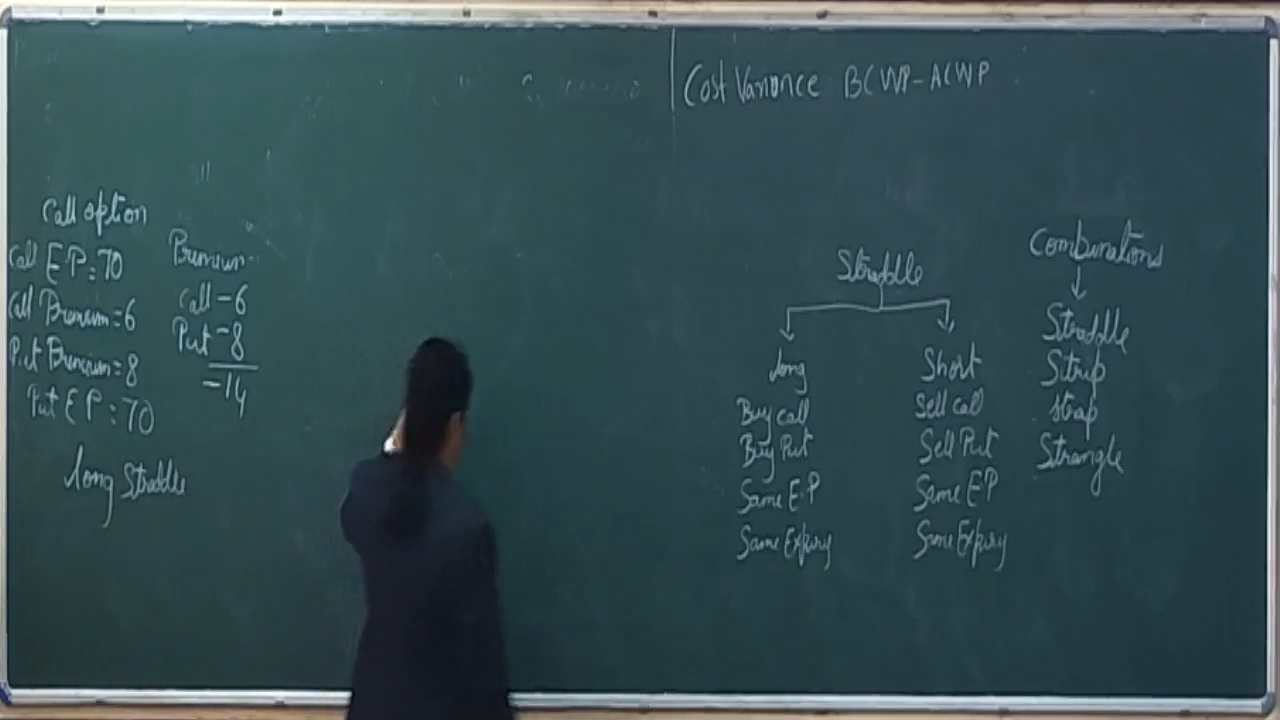 Cost Variance BCWP-ACWP
Call option
Call EP=70
Call Premium=6
Put Premium=8
Put EP=70
long Straddle
Premium
Call -6
Put -8
-14
Straddle
long
Buy call
Buy Put
Same E.P
Same Expiry
Short
Sell call
Sell Put
Same EP
Same Expiry
Combinations
Straddle
Strip
Strap
Strangle